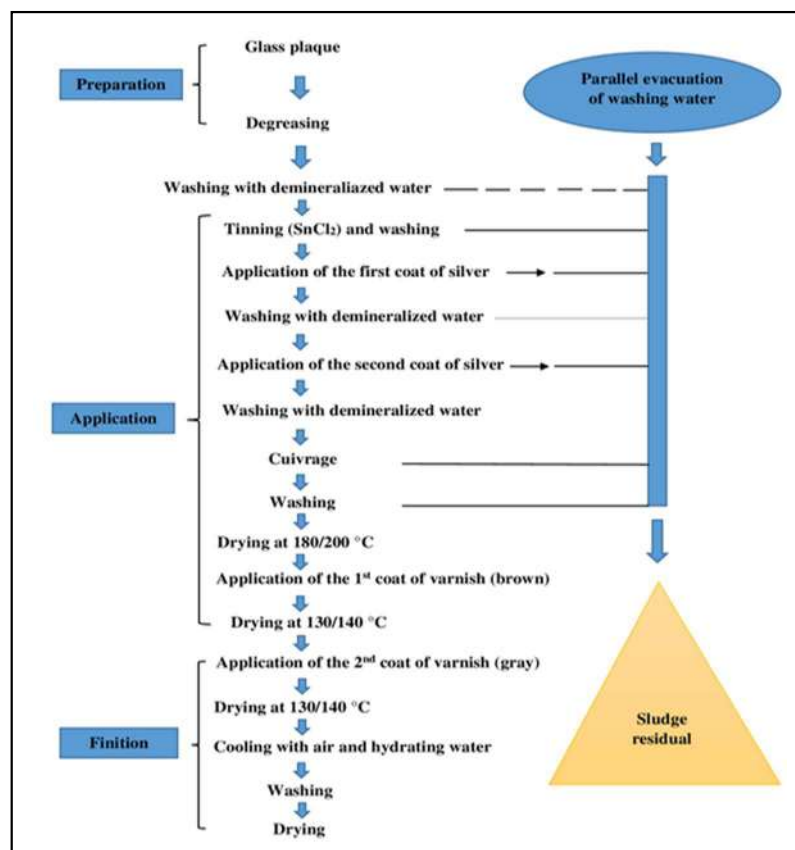 Glass plaque
Preparation
Degreasing
Parallel evacuation
of washing water
Washing with demineraliazed water
Tinning (SnCl₂) and washing
Application of the first coat of silver
Washing with demineralized water
Application of the second coat of silver
Washing with demineralized water
Application
Cuivrage
Washing
Drying at 180/200 °C
Application of the 1ˢᵗ coat of varnish (brown)
Drying at 130/140 °C
Application of the 2ⁿᵈ coat of varnish (gray)
Drying at 130/140 °C
Finition
Cooling with air and hydrating water
Washing
Drying
Sludge
residual